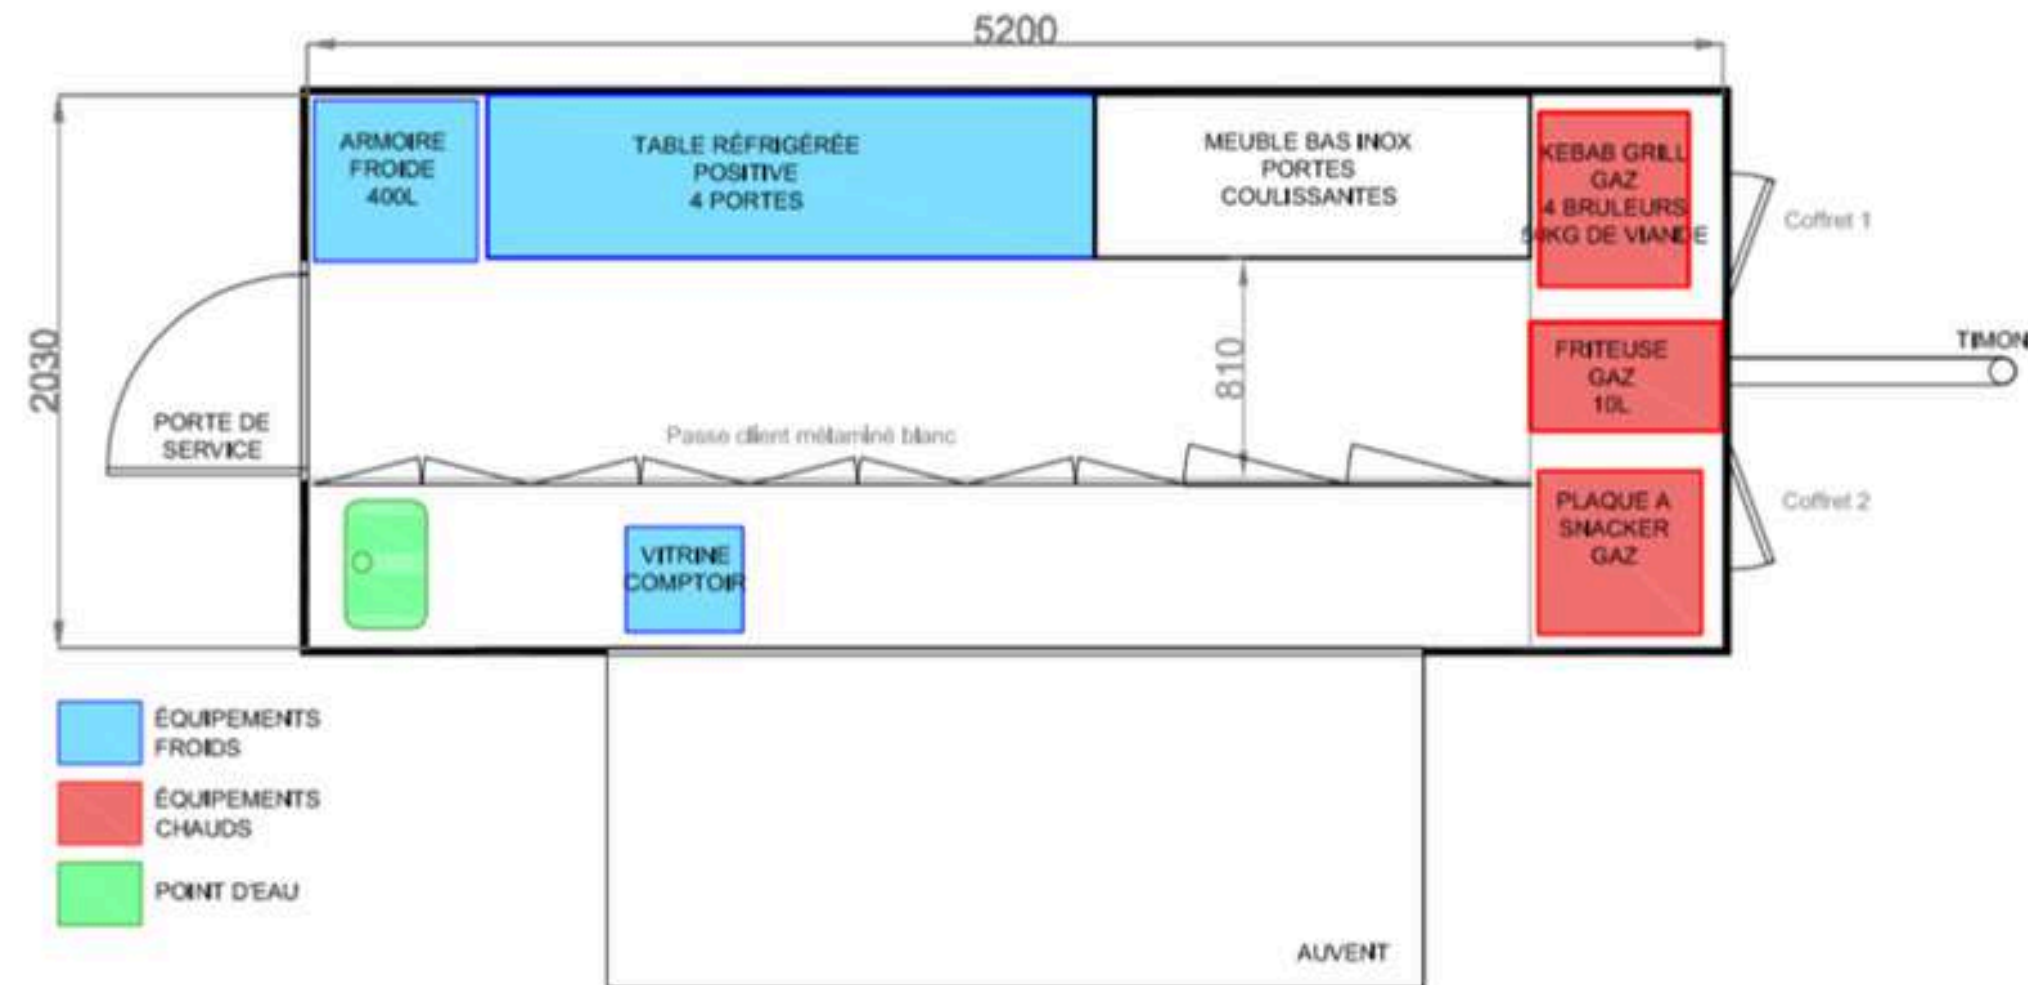 5200
2030
ARMOIRE
FROIDE
400L
TABLE RÉFRIGÉRÉE
POSITIVE
4 PORTES
MEUBLE BAS INOX
PORTES
COULISSANTES
KEBAB GRILL
GAZ
4 BRULEURS
50KG DE VIANDE
Coffret 1
810
FRITEUSE
GAZ
10L
TIMON
PORTE DE
SERVICE
Passe client mélaminé blanc
VITRINE
COMPTOIR
PLAQUE A
SNACKER
GAZ
Coffret 2
ÉQUIPEMENTS
FROIDS
ÉQUIPEMENTS
CHAUDS
POINT D'EAU
AUVENT